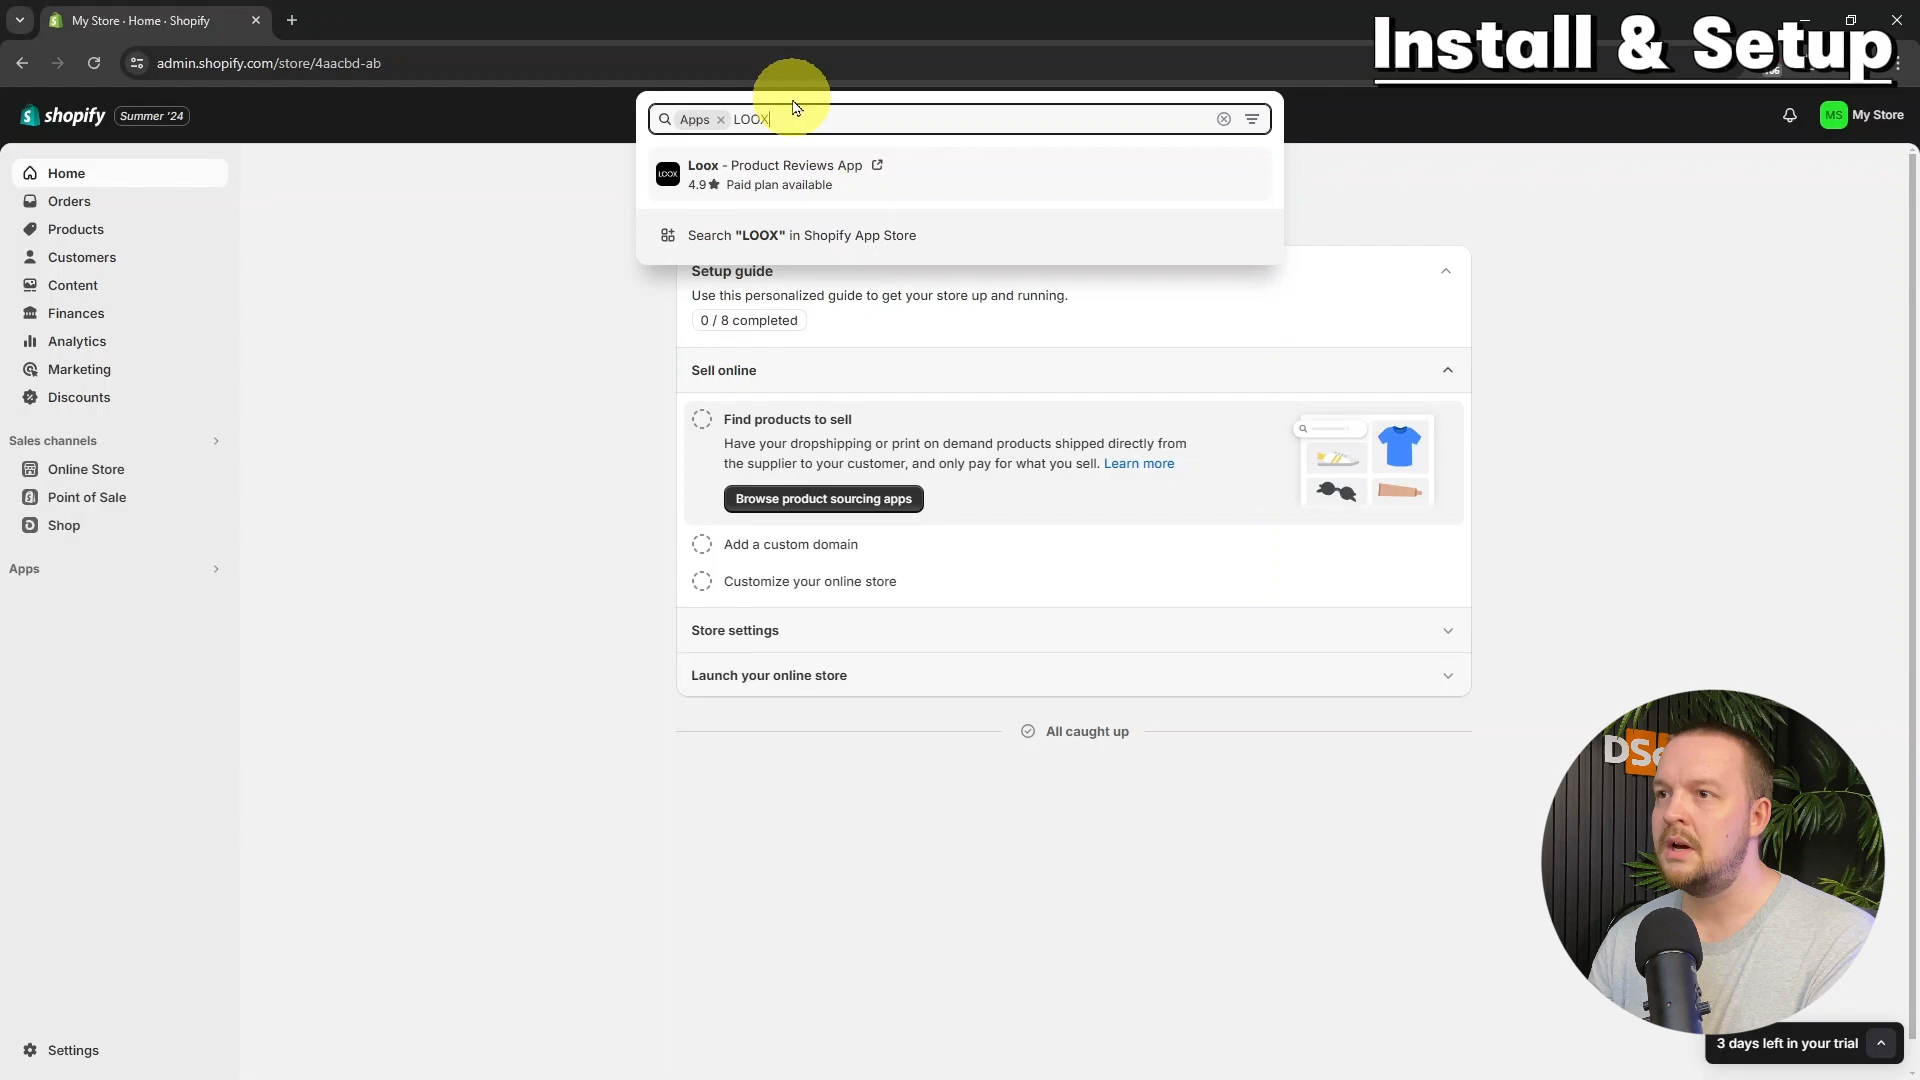 My Store · Home · Shopify
Install & Setup
admin.shopify.com/store/4aacbd-ab
shopify
Summer '24
Apps
LOOX
MS
My Store
LOOX
Loox - Product Reviews App
4.9★ Paid plan available
Search "LOOX" in Shopify App Store
Home
Orders
Products
Customers
Content
Finances
Analytics
Marketing
Discounts
Sales channels
Online Store
Point of Sale
Shop
Apps
Settings
Setup guide
Use this personalized guide to get your store up and running.
0 / 8 completed
Sell online
Find products to sell
Have your dropshipping or print on demand products shipped directly from
the supplier to your customer, and only pay for what you sell. Learn more
Browse product sourcing apps
Add a custom domain
Customize your online store
Store settings
Launch your online store
All caught up
3 days left in your trial